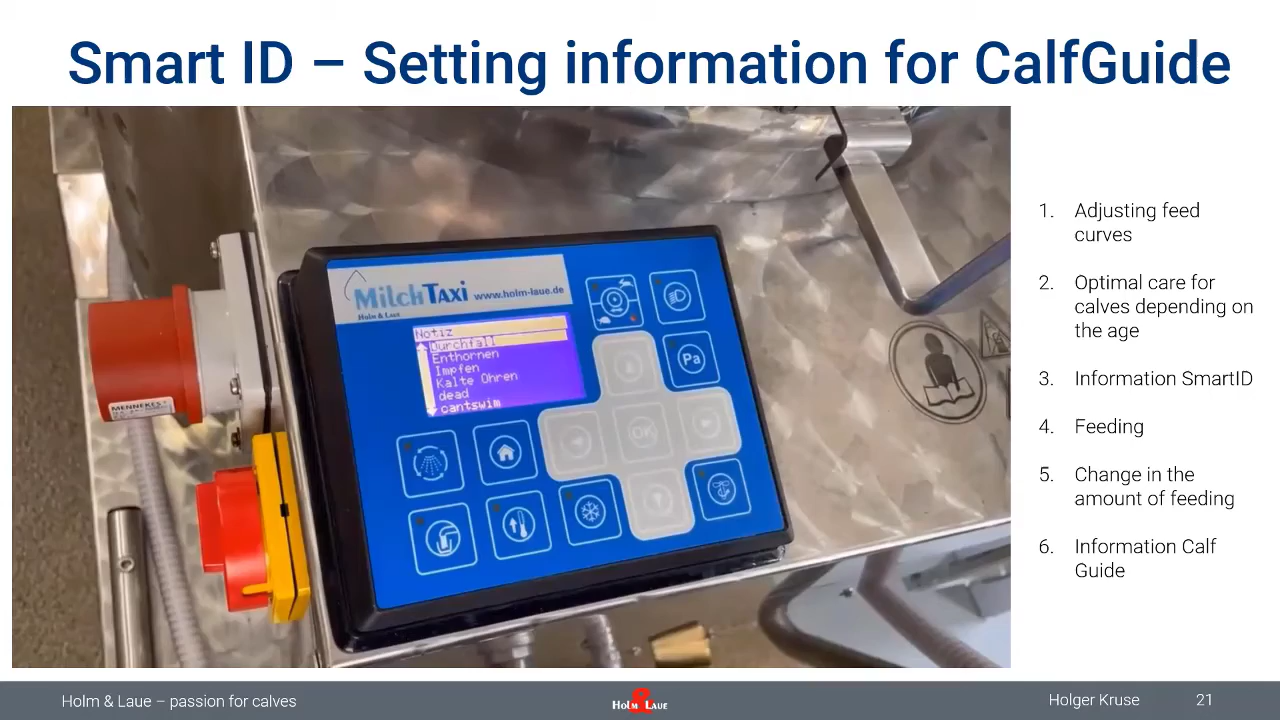 Smart ID – Setting information for CalfGuide
MilchTaxi www.holm-laue.de
Holm & Laue
Notiz
Durchfall
Enthornen
Impfen
Kalte Ohren
dead
cantswim
Pa
OK
MENNEKES
1. Adjusting feed
curves
2. Optimal care for
calves depending on
the age
3. Information SmartID
4. Feeding
5. Change in the
amount of feeding
6. Information Calf
Guide
Holm & Laue – passion for calves
Holm & Laue
Holger Kruse
21